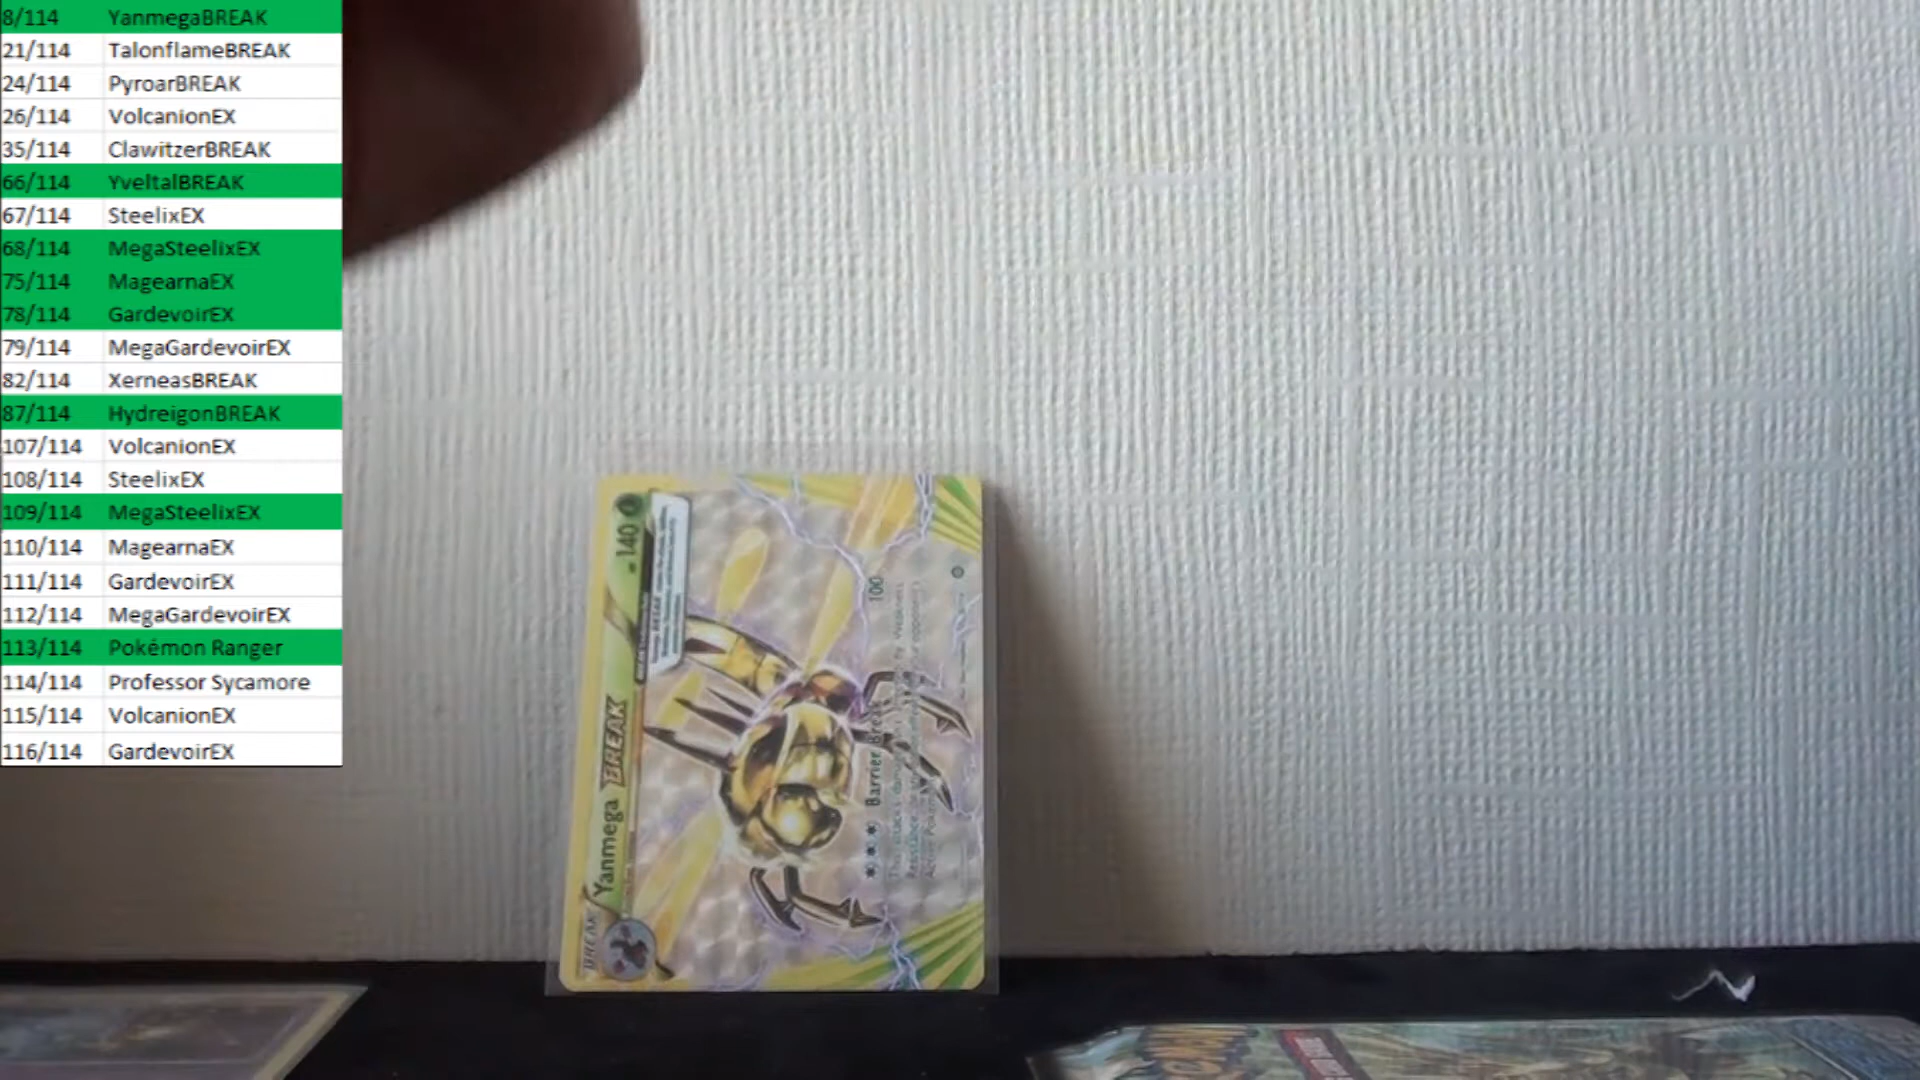 8/114 YanmegaBREAK
21/114 TalonflameBREAK
24/114 PyroarBREAK
26/114 VolcanionEX
35/114 ClawitzerBREAK
66/114 YveltalBREAK
67/114 SteelixEX
68/114 MegaSteelixEX
75/114 MagearnaEX
78/114 GardevoirEX
79/114 MegaGardevoirEX
82/114 XerneasBREAK
87/114 HydreigonBREAK
107/114 VolcanionEX
108/114 SteelixEX
109/114 MegaSteelixEX
110/114 MagearnaEX
111/114 GardevoirEX
112/114 MegaGardevoirEX
113/114 Pokémon Ranger
114/114 Professor Sycamore
115/114 VolcanionEX
116/114 GardevoirEX
BREAK Yanmega BREAK 140
Barrier Break 100